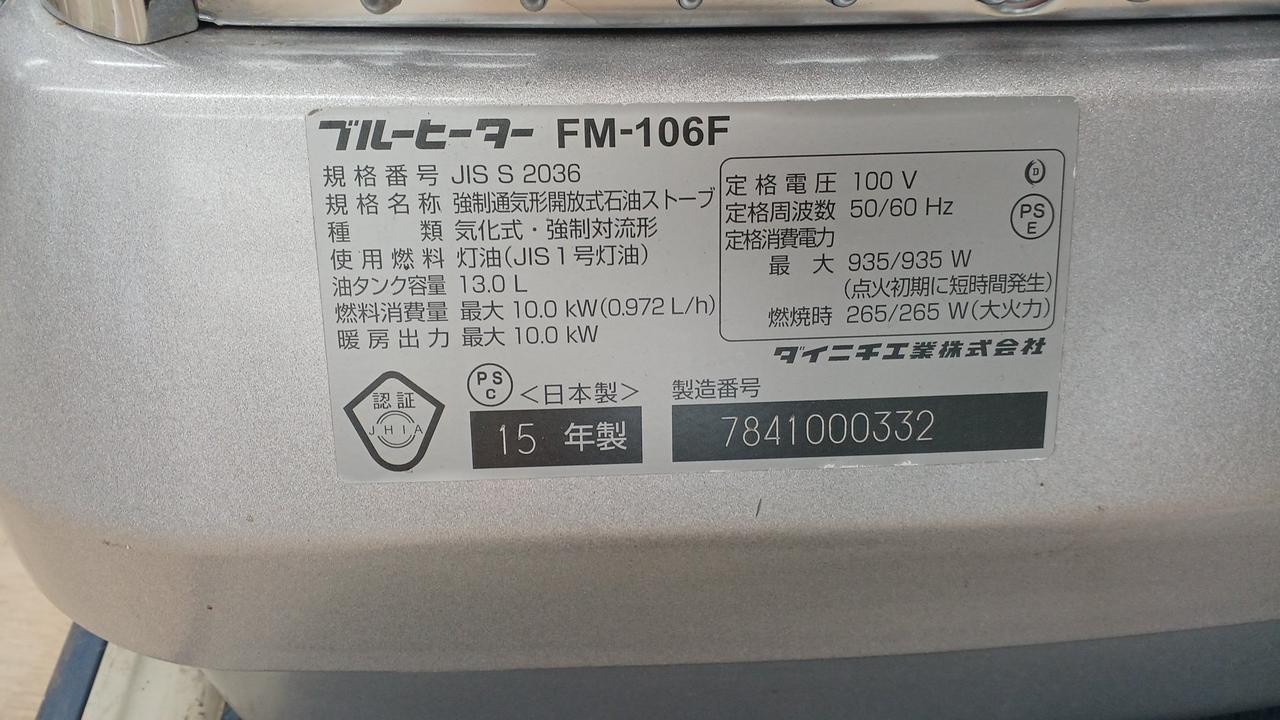 ブルーヒーター FM-106F
規格番号 JIS S 2036
規格名称 強制通気形開放式石油ストーブ
種類 気化式・強制対流形
使用燃料 灯油(JIS1号灯油)
油タンク容量 13.0 L
燃料消費量 最大 10.0 kW(0.972 L/h)
暖房出力 最大 10.0 kW
定格電圧 100 V
定格周波数 50/60 Hz
定格消費電力
最大 935/935 W
(点火初期に短時間発生)
燃焼時 265/265 W(大火力)
D
PS
E
ダイニチ工業株式会社
認証
JHIA
PS
C
<日本製>
15 年製
製造番号
7841000332